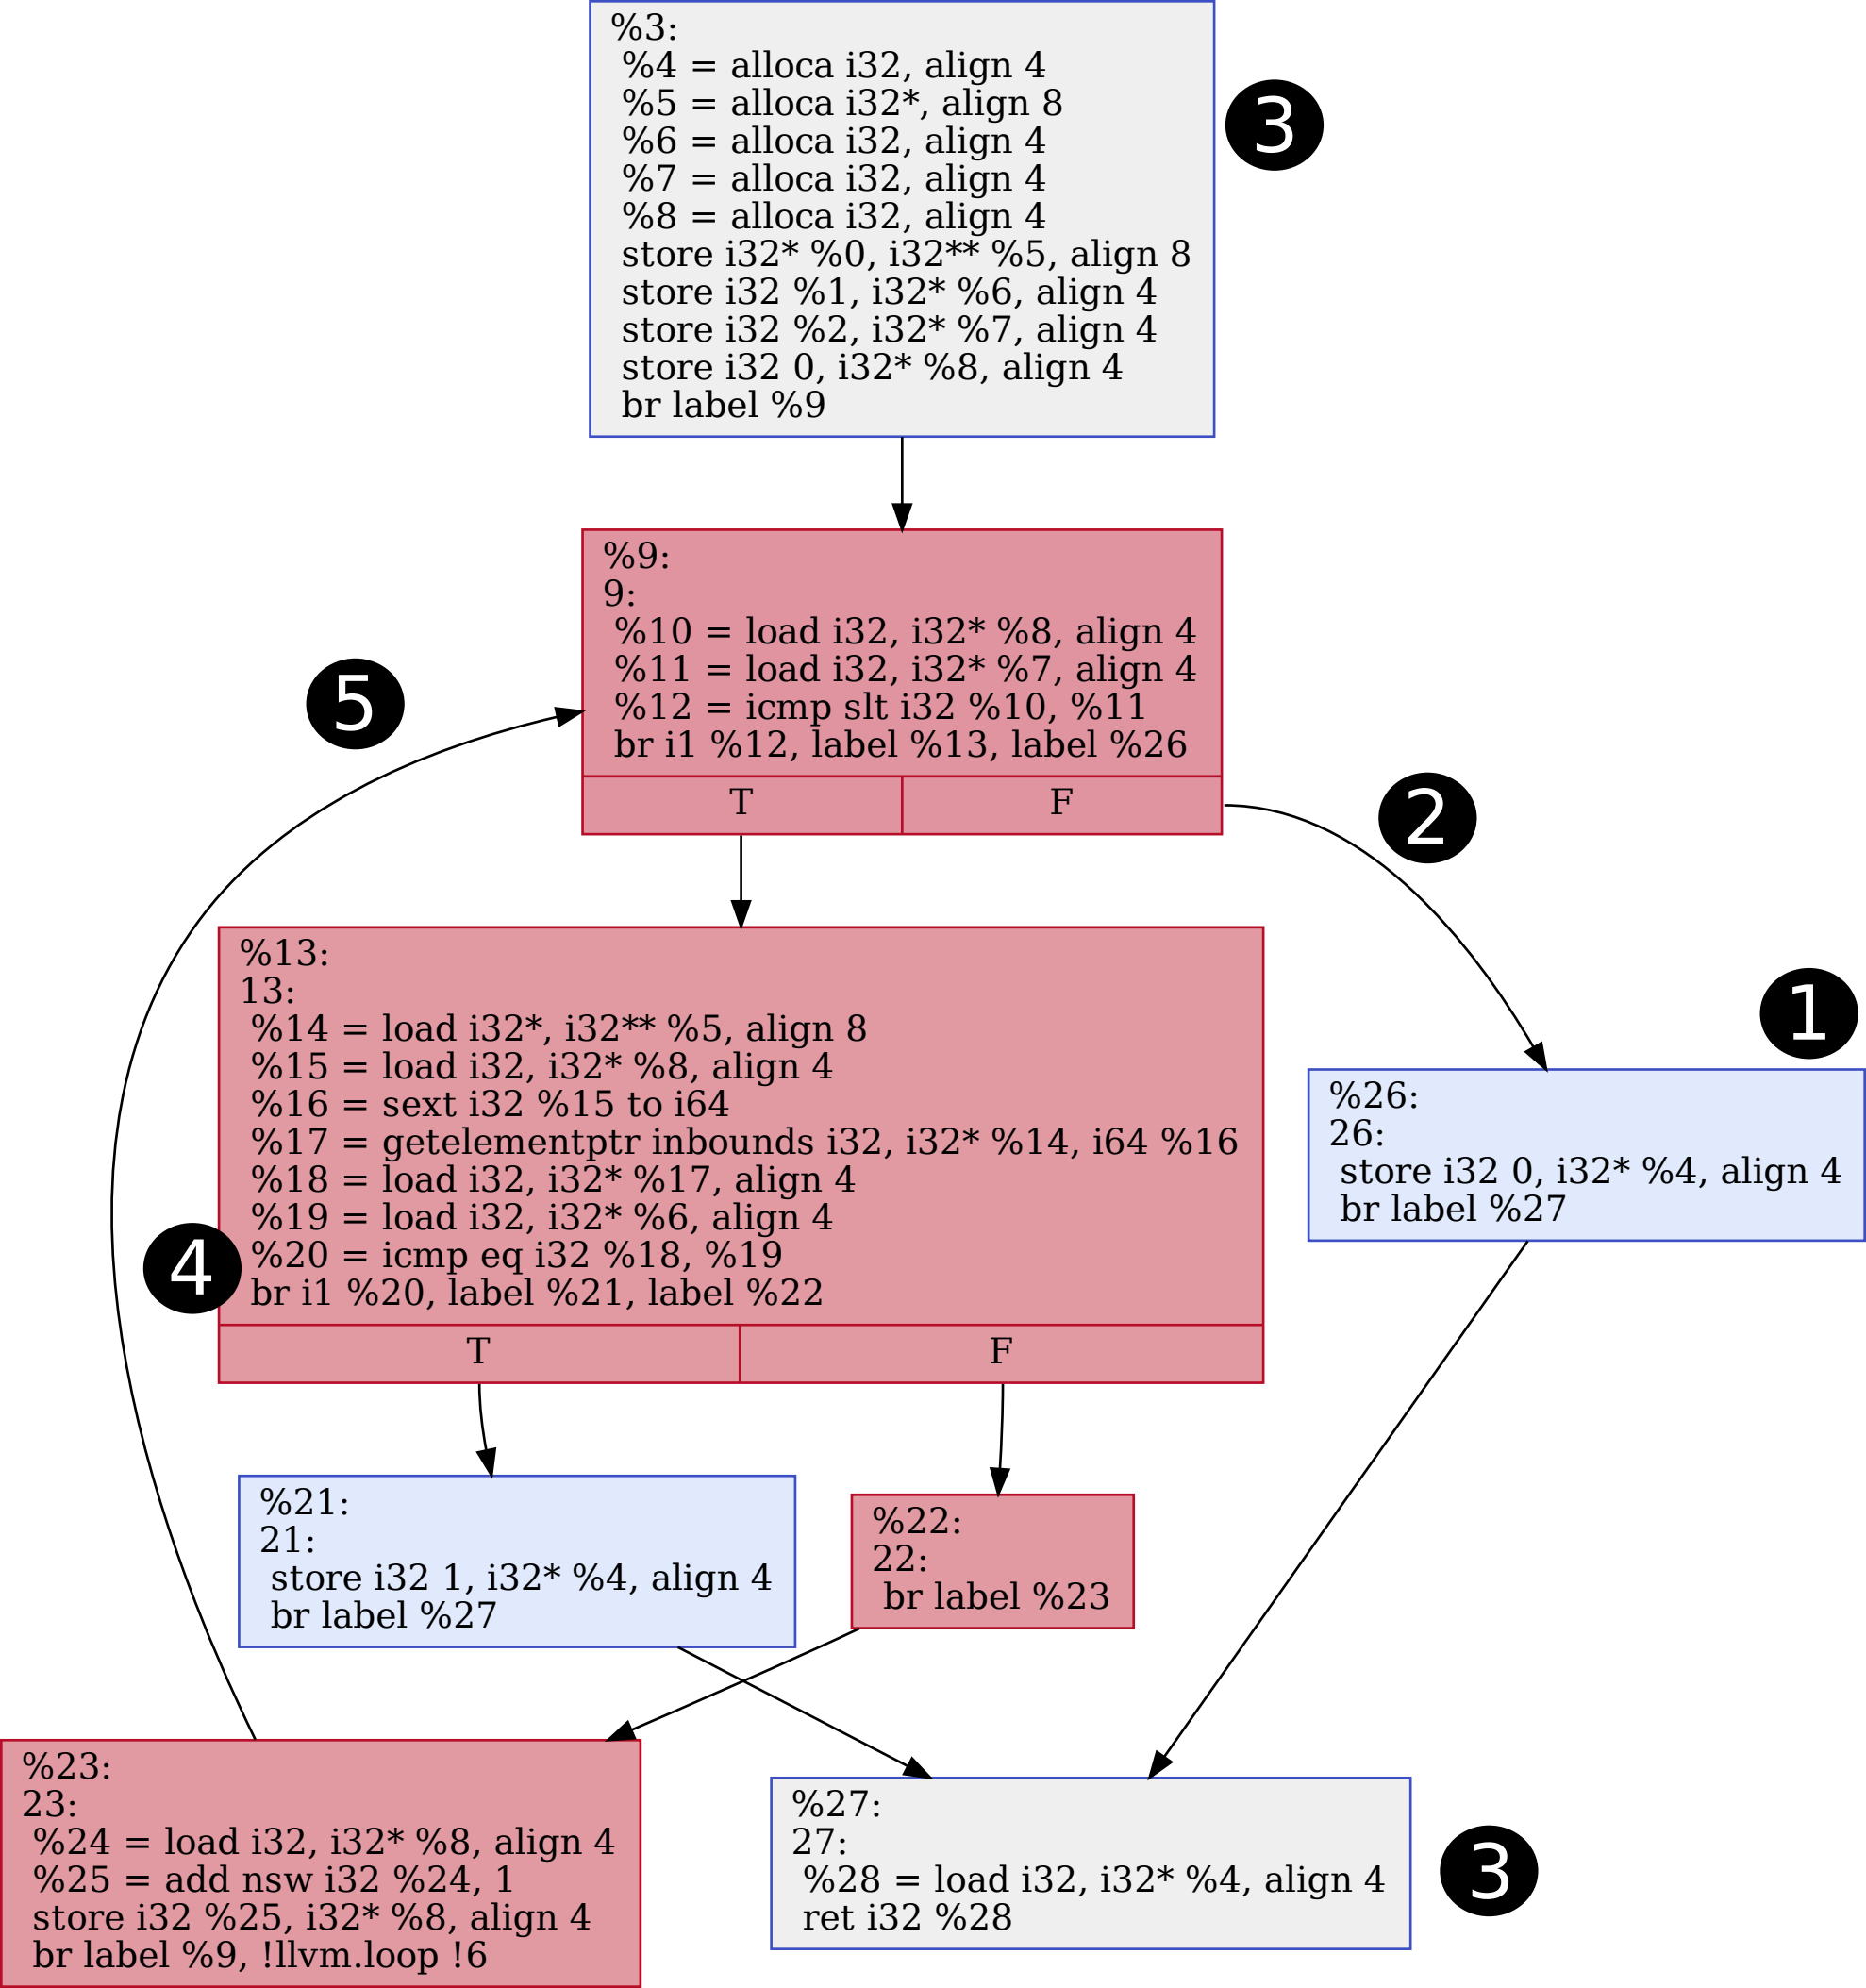 %3:
%4 = alloca i32, align 4
%5 = alloca i32*, align 8
%6 = alloca i32, align 4
%7 = alloca i32, align 4
%8 = alloca i32, align 4
store i32* %0, i32** %5, align 8
store i32 %1, i32* %6, align 4
store i32 %2, i32* %7, align 4
store i32 0, i32* %8, align 4
br label %9
3
%9:
9:
%10 = load i32, i32* %8, align 4
%11 = load i32, i32* %7, align 4
%12 = icmp slt i32 %10, %11
br i1 %12, label %13, label %26
T F
5
2
1
%13:
13:
%14 = load i32*, i32** %5, align 8
%15 = load i32, i32* %8, align 4
%16 = sext i32 %15 to i64
%17 = getelementptr inbounds i32, i32* %14, i64 %16
%18 = load i32, i32* %17, align 4
%19 = load i32, i32* %6, align 4
%20 = icmp eq i32 %18, %19
br i1 %20, label %21, label %22
T F
4
%26:
26:
store i32 0, i32* %4, align 4
br label %27
%21:
21:
store i32 1, i32* %4, align 4
br label %27
%22:
22:
br label %23
%23:
23:
%24 = load i32, i32* %8, align 4
%25 = add nsw i32 %24, 1
store i32 %25, i32* %8, align 4
br label %9, !llvm.loop !6
%27:
27:
%28 = load i32, i32* %4, align 4
ret i32 %28
3